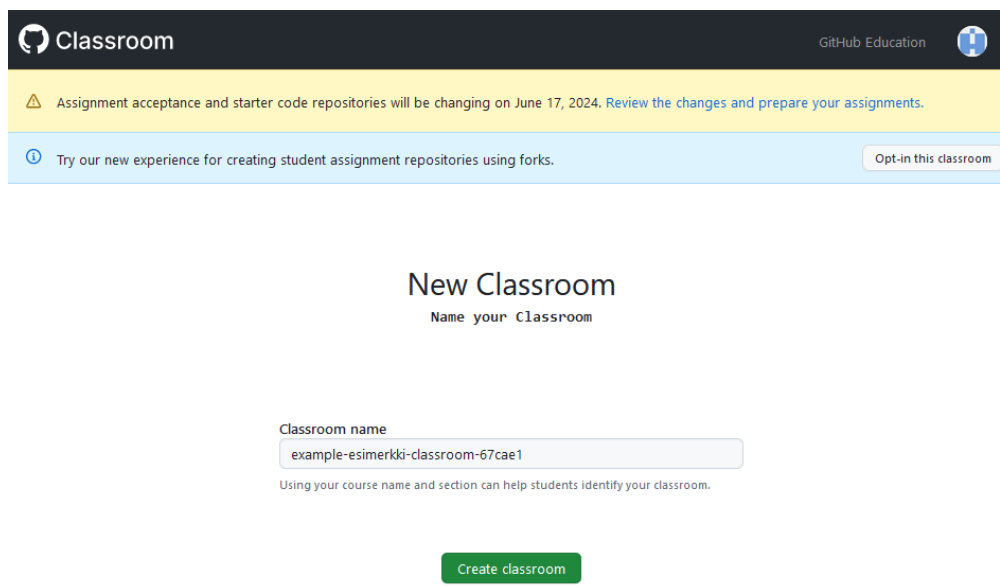 Classroom
GitHub Education
Assignment acceptance and starter code repositories will be changing on June 17, 2024. Review the changes and prepare your assignments.
Try our new experience for creating student assignment repositories using forks.
Opt-in this classroom
New Classroom
Name your Classroom
Classroom name
example-esimerkki-classroom-67cae1
Using your course name and section can help students identify your classroom.
Create classroom